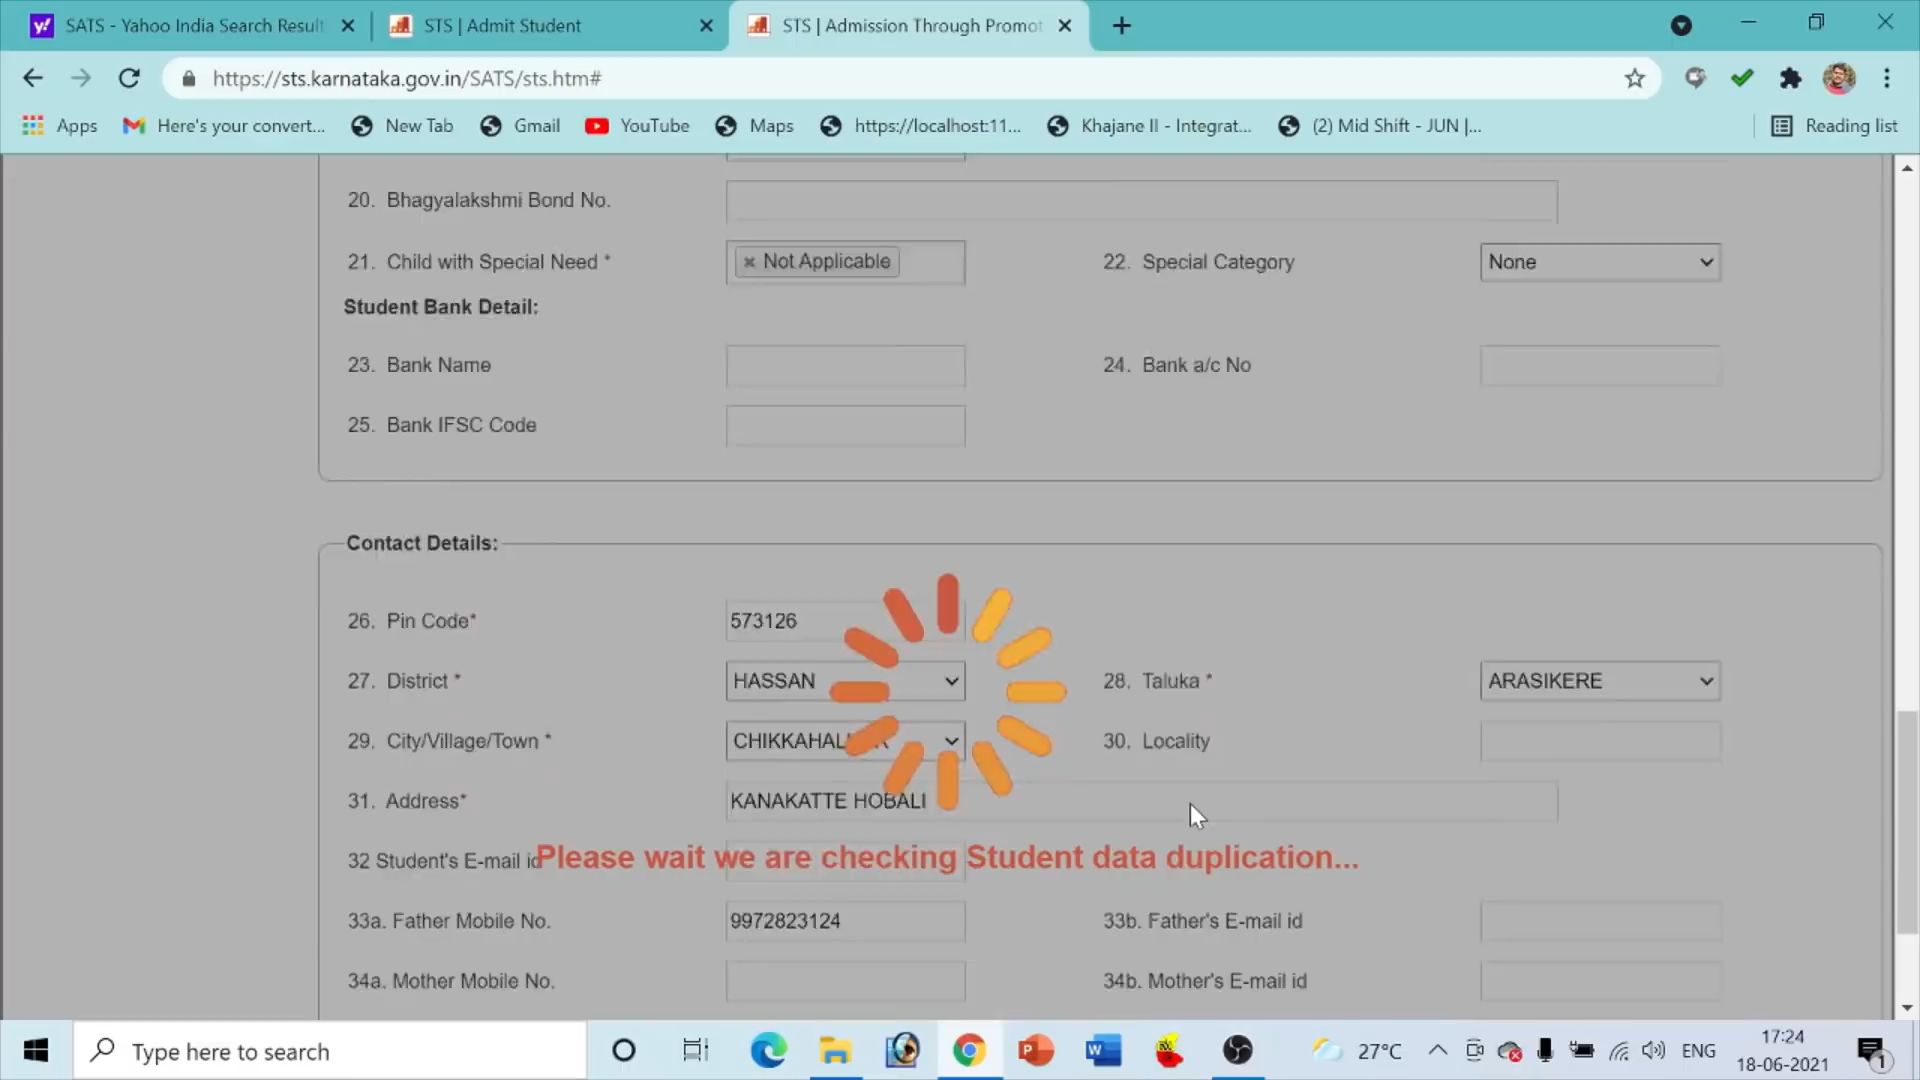 SATS - Yahoo India Search Result
STS | Admit Student
STS | Admission Through Promot
https://sts.karnataka.gov.in/SATS/sts.htm#
Apps
Here's your convert...
New Tab
Gmail
YouTube
Maps
https://localhost:11...
Khajane II - Integrat...
(2) Mid Shift - JUN |...
Reading list
20. Bhagyalakshmi Bond No.
21. Child with Special Need * Not Applicable 22. Special Category None
Student Bank Detail:
23. Bank Name 24. Bank a/c No
25. Bank IFSC Code
Contact Details:
26. Pin Code* 573126
27. District * HASSAN 28. Taluka * ARASIKERE
29. City/Village/Town * 30. Locality
31. Address* KANAKATTE HOBALI
32 Student's E-mail id
Please wait we are checking Student data duplication...
33a. Father Mobile No. 9972823124 33b. Father's E-mail id
34a. Mother Mobile No. 34b. Mother's E-mail id
Type here to search
27°C
ENG
17:24
18-06-2021
1